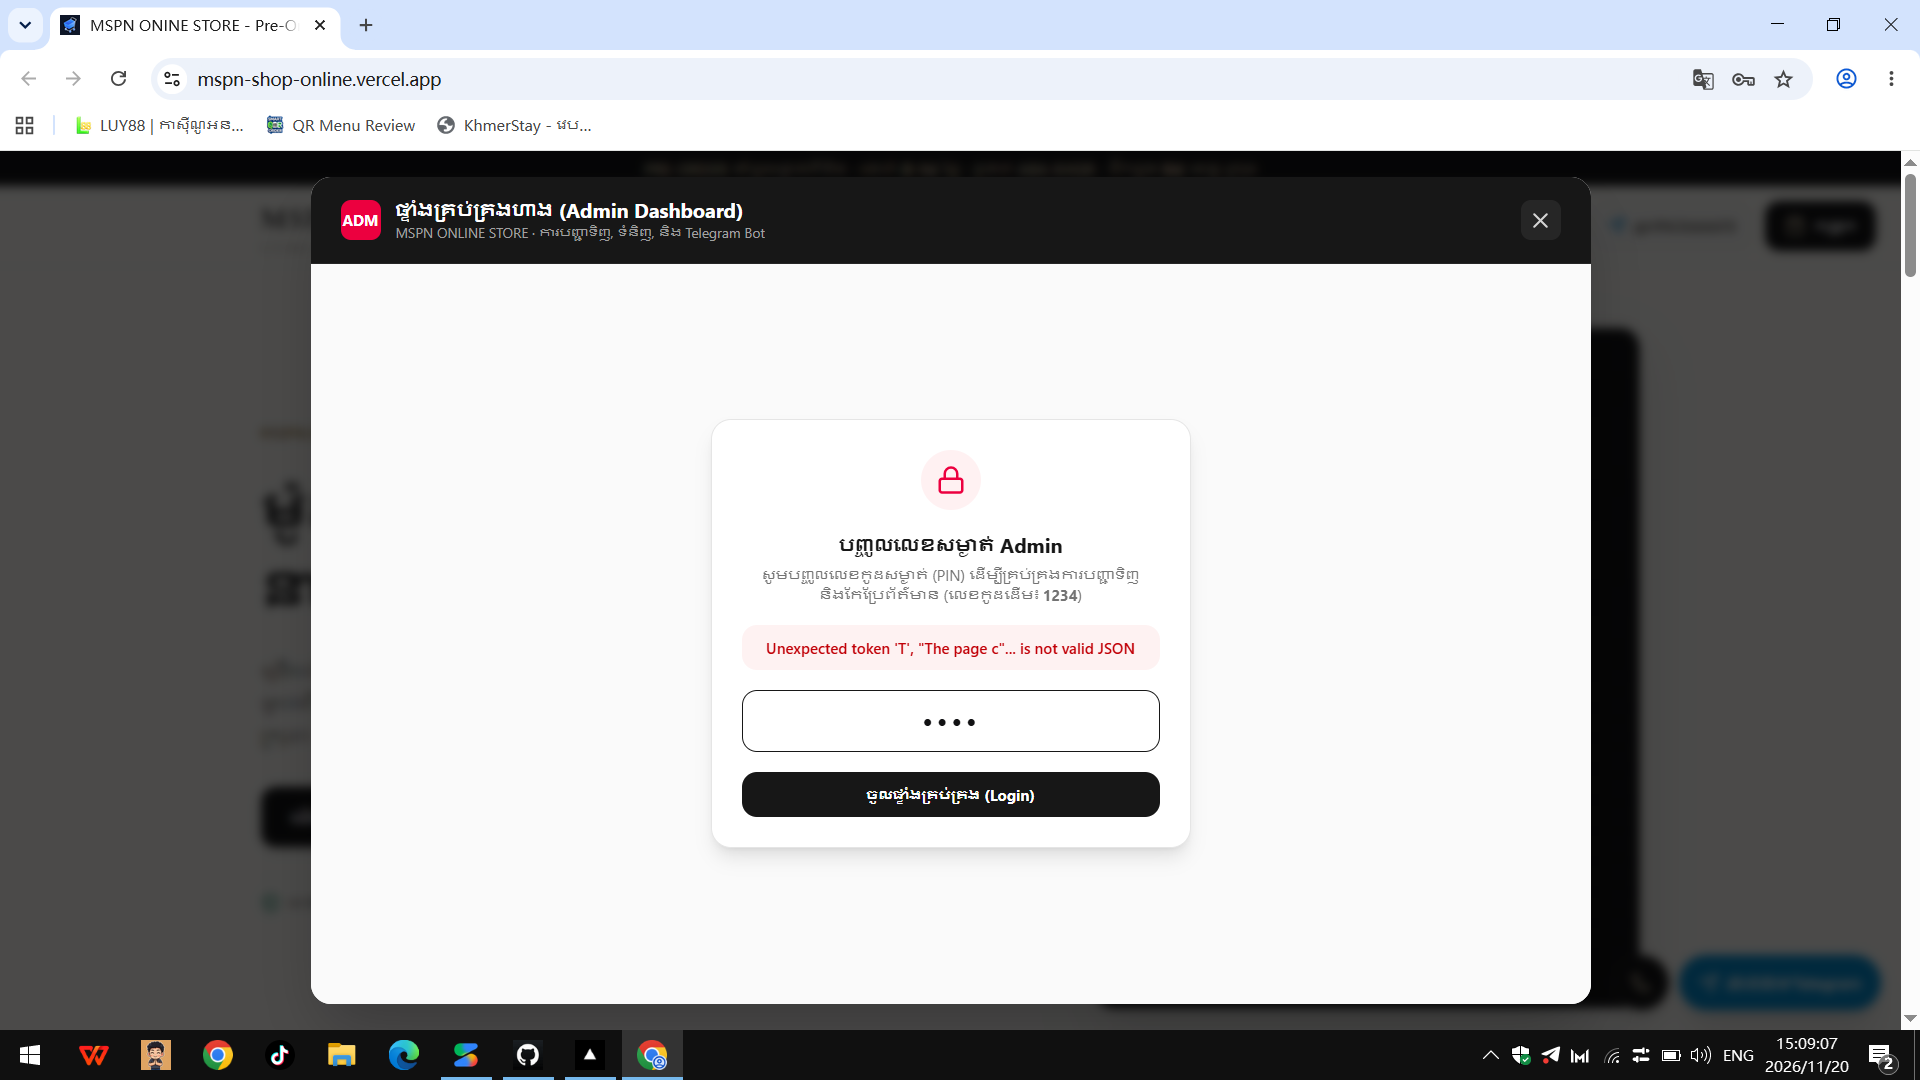 MSPN ONINE STORE - Pre-O
mspn-shop-online.vercel.app
LUY88 | កាស៊ីណូអន...
QR Menu Review
KhmerStay - វេប...
ADM
ផ្ទាំងគ្រប់គ្រងហាង (Admin Dashboard)
MSPN ONLINE STORE · ការបញ្ជាទិញ, ទំនិញ, និង Telegram Bot
បញ្ចូលលេខសម្ងាត់ Admin
សូមបញ្ចូលលេខកូដសម្ងាត់ (PIN) ដើម្បីគ្រប់គ្រងការបញ្ជាទិញ
និងកែប្រែព័ត៌មាន (លេខកូដដើម៖ 1234)
Unexpected token 'T', "The page c"... is not valid JSON
ចូលផ្ទាំងគ្រប់គ្រង (Login)
ENG
15:09:07
2026/11/20
2